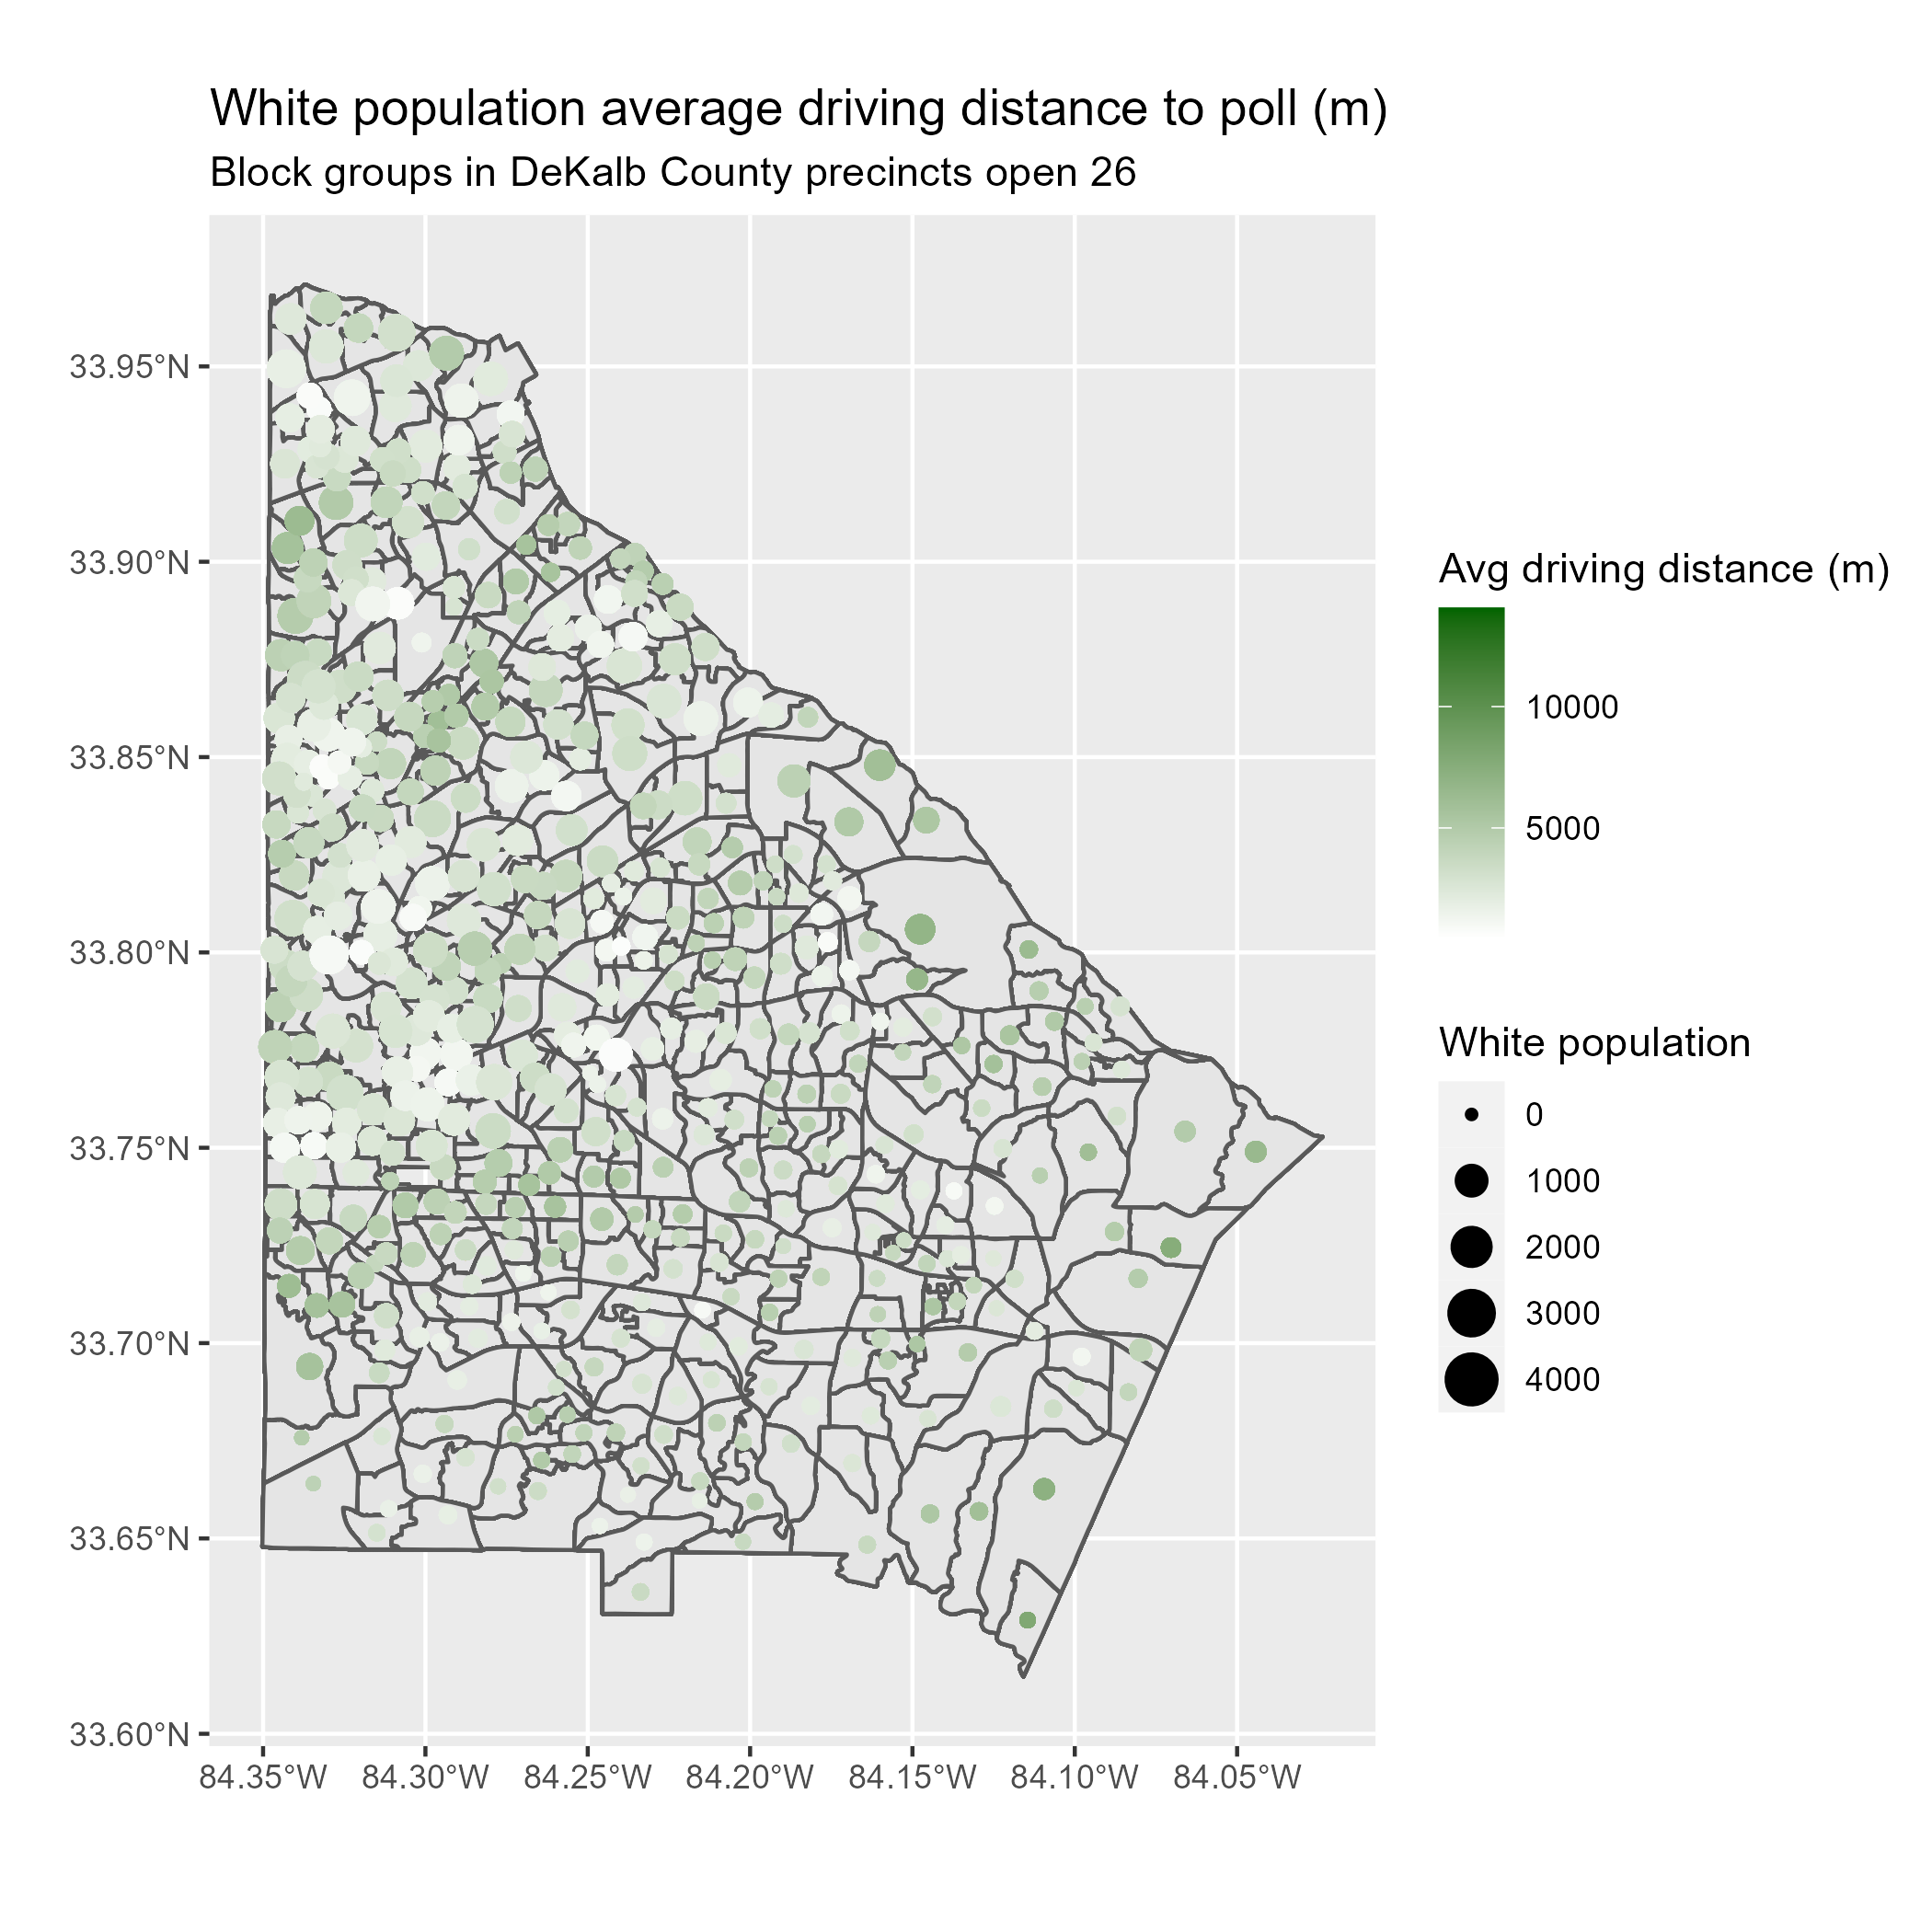 White population average driving distance to poll (m)
Block groups in DeKalb County precincts open 26
33.95°N
33.90°N
33.85°N
33.80°N
33.75°N
33.70°N
33.65°N
33.60°N
84.35°W 84.30°W 84.25°W 84.20°W 84.15°W 84.10°W 84.05°W
Avg driving distance (m)
10000
5000
White population
0
1000
2000
3000
4000